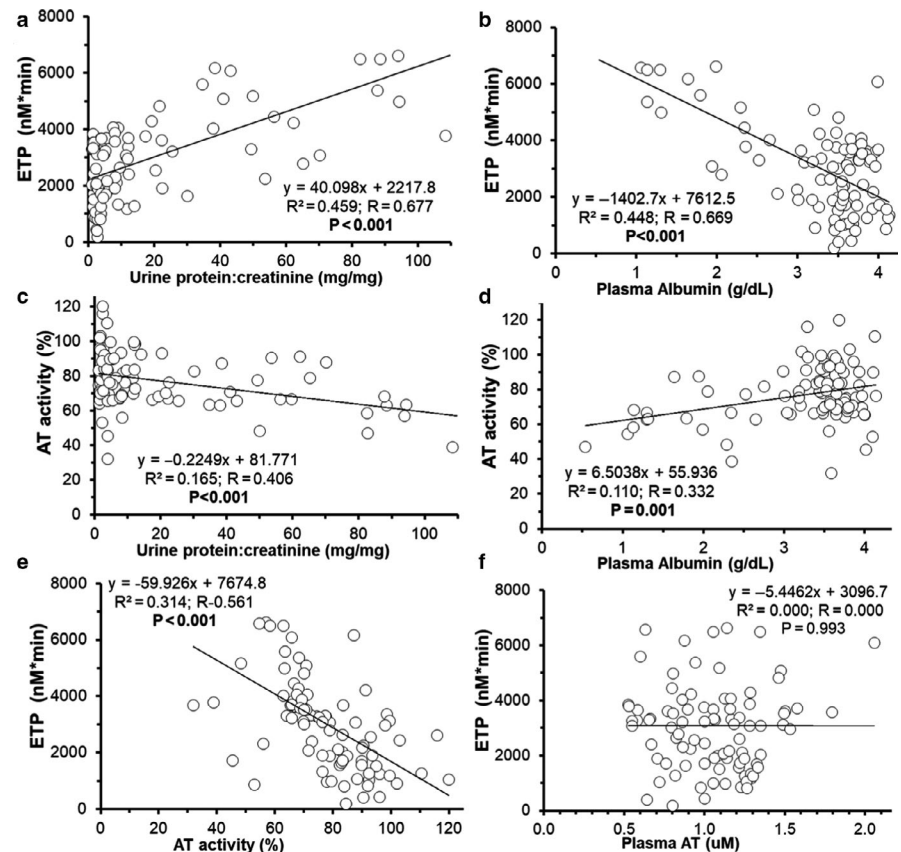 a
8000
6000
4000
2000
0
ETP (nM*min)
y = 40.098x + 2217.8
R² = 0.459; R = 0.677
P < 0.001
0 20 40 60 80 100
Urine protein:creatinine (mg/mg)
b
8000
6000
4000
2000
0
ETP (nM*min)
y = –1402.7x + 7612.5
R² = 0.448; R = 0.669
P<0.001
0 1 2 3 4
Plasma Albumin (g/dL)
c
120
100
80
60
40
20
0
AT activity (%)
y = –0.2249x + 81.771
R² = 0.165; R = 0.406
P<0.001
0 20 40 60 80 100
Urine protein:creatinine (mg/mg)
d
120
100
80
60
40
20
0
AT activity (%)
y = 6.5038x + 55.936
R² = 0.110; R = 0.332
P = 0.001
0 1 2 3 4
Plasma Albumin (g/dL)
e
8000
6000
4000
2000
0
ETP (nM*min)
y = -59.926x + 7674.8
R² = 0.314; R-0.561
P < 0.001
0 20 40 60 80 100 120
AT activity (%)
f
8000
6000
4000
2000
0
ETP (nM*min)
y = –5.4462x + 3096.7
R² = 0.000; R = 0.000
P = 0.993
0.0 0.5 1.0 1.5 2.0
Plasma AT (uM)